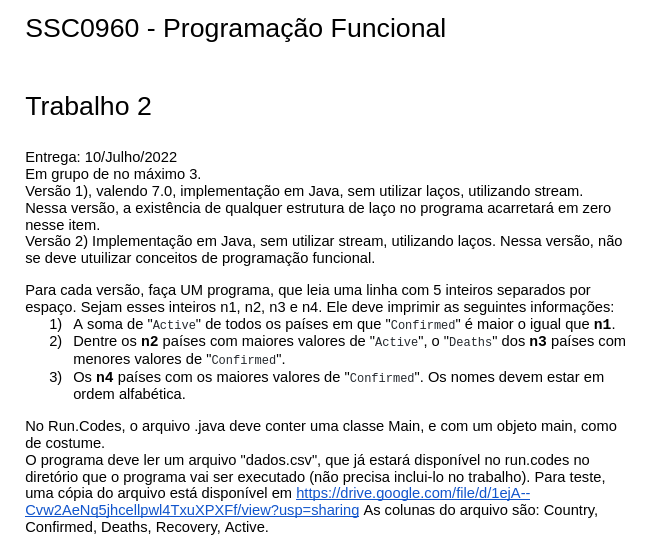 SSC0960 - Programação Funcional
Trabalho 2
Entrega: 10/Julho/2022
Em grupo de no máximo 3.
Versão 1), valendo 7.0, implementação em Java, sem utilizar laços, utilizando stream.
Nessa versão, a existência de qualquer estrutura de laço no programa acarretará em zero
nesse item.
Versão 2) Implementação em Java, sem utilizar stream, utilizando laços. Nessa versão, não
se deve utuilizar conceitos de programação funcional.
Para cada versão, faça UM programa, que leia uma linha com 5 inteiros separados por
espaço. Sejam esses inteiros n1, n2, n3 e n4. Ele deve imprimir as seguintes informações:
1) A soma de "Active" de todos os países em que "Confirmed" é maior o igual que n1.
2) Dentre os n2 países com maiores valores de "Active", o "Deaths" dos n3 países com
menores valores de "Confirmed".
3) Os n4 países com os maiores valores de "Confirmed". Os nomes devem estar em
ordem alfabética.
No Run.Codes, o arquivo .java deve conter uma classe Main, e com um objeto main, como
de costume.
O programa deve ler um arquivo "dados.csv", que já estará disponível no run.codes no
diretório que o programa vai ser executado (não precisa inclui-lo no trabalho). Para teste,
uma cópia do arquivo está disponível em https://drive.google.com/file/d/1ejA--
Cvw2AeNq5jhcellpwl4TxuXPXFf/view?usp=sharing As colunas do arquivo são: Country,
Confirmed, Deaths, Recovery, Active.